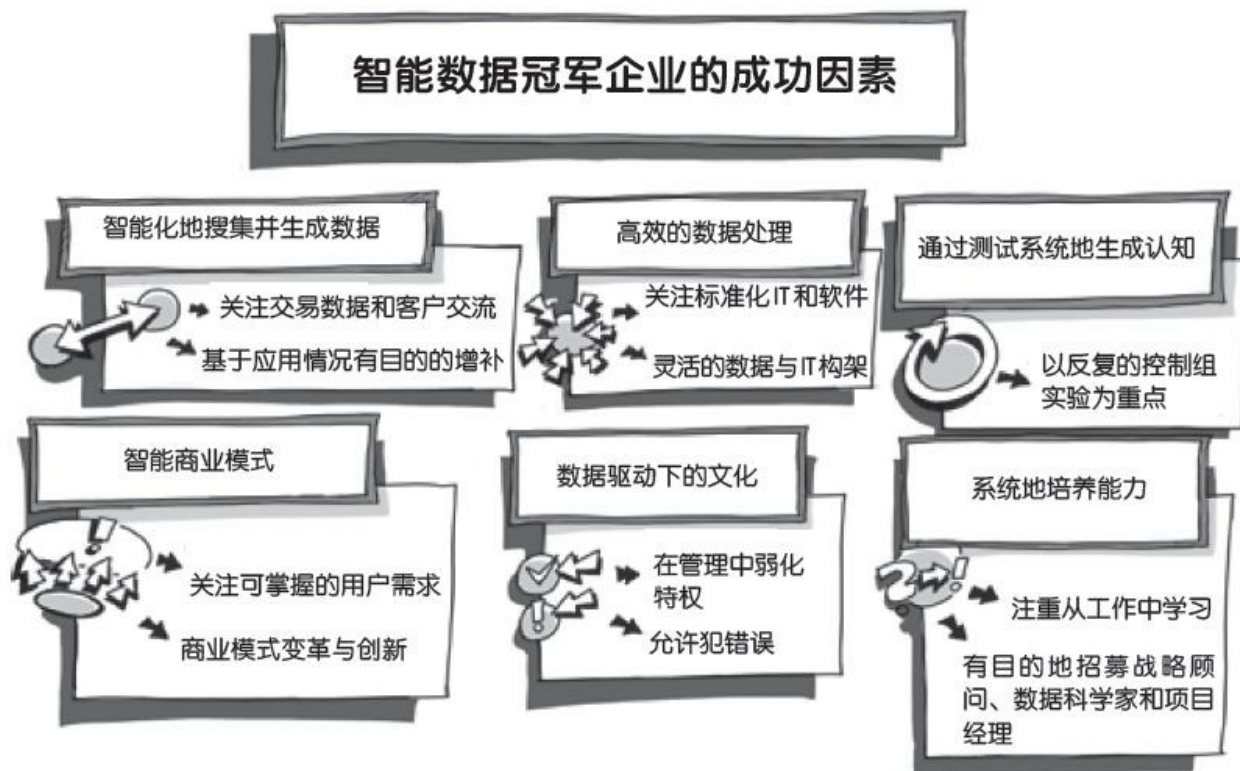 智能数据冠军企业的成功因素
智能化地搜集并生成数据
关注交易数据和客户交流
基于应用情况有目的的增补
高效的数据处理
关注标准化IT和软件
灵活的数据与IT构架
通过测试系统地生成认知
以反复的控制组
实验为重点
智能商业模式
关注可掌握的用户需求
商业模式变革与创新
数据驱动下的文化
在管理中弱化
特权
允许犯错误
系统地培养能力
注重从工作中学习
有目的地招募战略顾
问、数据科学家和项目
经理